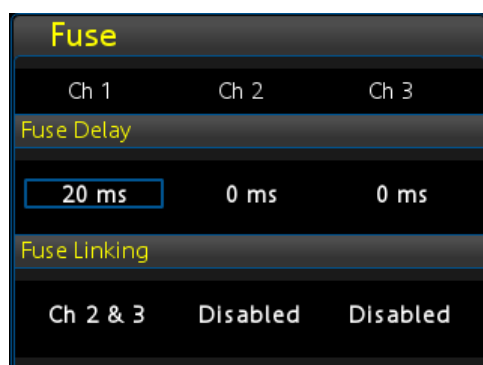 Fuse
Ch 1 Ch 2 Ch 3
Fuse Delay
20 ms 0 ms 0 ms
Fuse Linking
Ch 2 & 3 Disabled Disabled